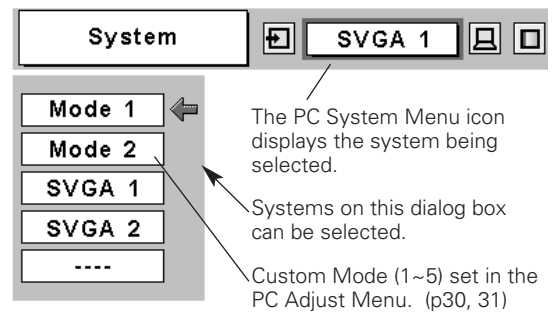 System
SVGA 1
Mode 1
Mode 2
SVGA 1
SVGA 2
----
The PC System Menu icon
displays the system being
selected.
Systems on this dialog box
can be selected.
Custom Mode (1~5) set in the
PC Adjust Menu. (p30, 31)